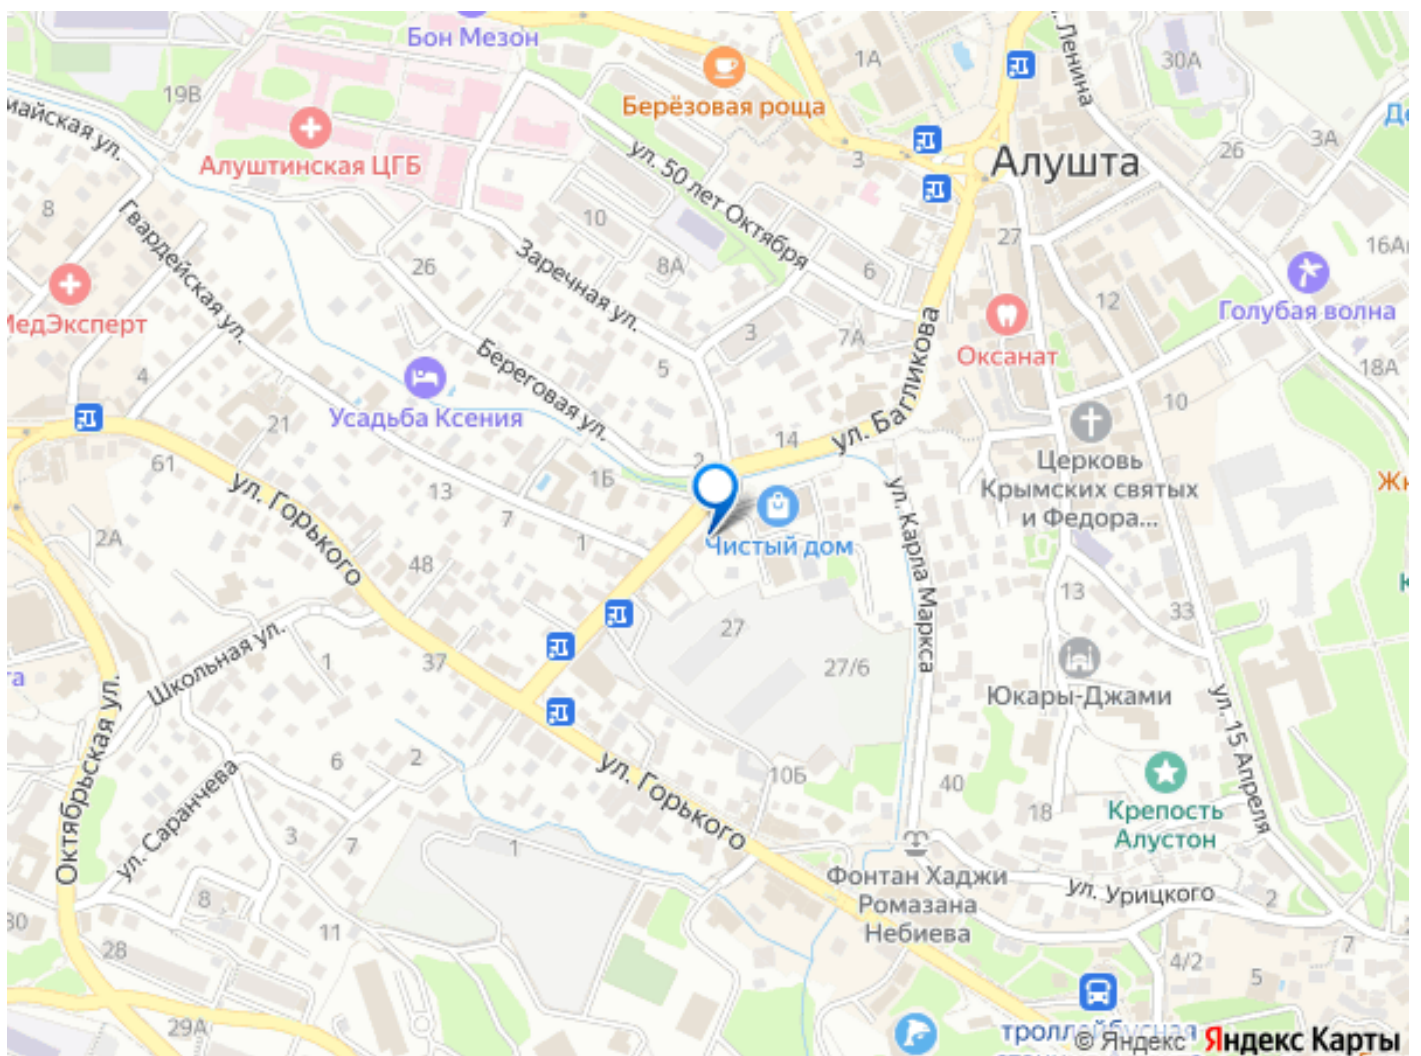 Бон Мезон
1А
ул. Ленина
30А
19В
Берёзовая роща
майская ул.
Алуштинская ЦГБ
ул. 50 лет Октября
3
Алушта
26
3А
8
Гвардейская ул.
10
Заречная ул.
8А
6
27
16А
26
МедЭксперт
3
7А
12
Голубая волна
4
5
Береговая ул.
Оксанат
18А
Усадьба Ксения
21
2
14
ул. Багликова
10
61
ул. Горького
13
1Б
7
1
Чистый дом
ул. Карла Маркса
Церковь
Крымских святых
и Федора...
2А
48
27
27/6
13
33
Школьная ул.
1
37
Юкары-Джами
Октябрьская ул.
ул. 15 Апреля
6
2
ул. Горького
10Б
40
18
Крепость
Алустон
ул. Саранчева
3
7
1
Фонтан Хаджи
Ромазана
Небиева
ул. Урицкого
2
30
8
11
28
7
4/2
5
29А
троллейбусная
© Яндекс Яндекс Карты